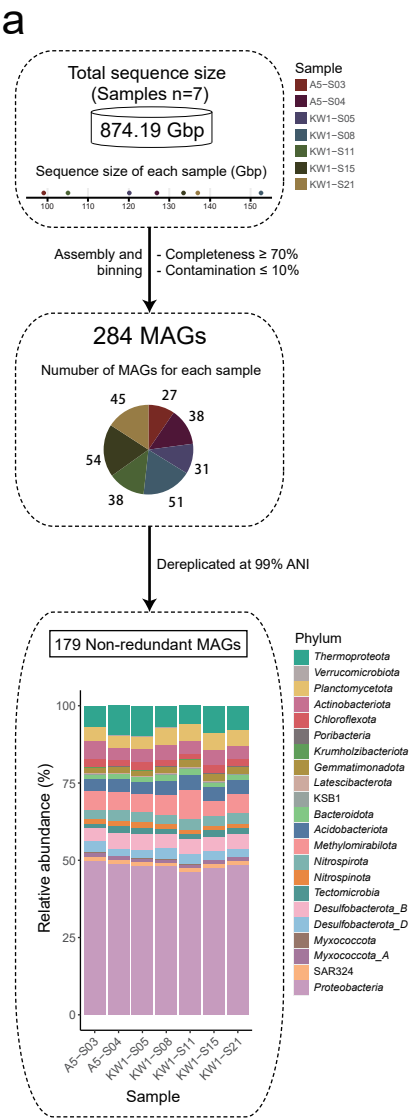 a
Total sequence size
(Samples n=7)
874.19 Gbp
Sequence size of each sample (Gbp)
100 110 120 130 140 150
Sample
A5-S03
A5-S04
KW1-S05
KW1-S08
KW1-S11
KW1-S15
KW1-S21
Assembly and
binning
- Completeness ≥ 70%
- Contamination ≤ 10%
284 MAGs
Numuber of MAGs for each sample
45
27
38
54
31
38
51
Dereplicated at 99% ANI
179 Non-redundant MAGs
Relative abundance (%)
100
75
50
25
0
A5-S03
A5-S04
KW1-S05
KW1-S08
KW1-S11
KW1-S15
KW1-S21
Sample
Phylum
Thermoproteota
Verrucomicrobiota
Planctomycetota
Actinobacteriota
Chloroflexota
Poribacteria
Krumholzibacteriota
Gemmatimonadota
Latescibacterota
KSB1
Bacteroidota
Acidobacteriota
Methylomirabilota
Nitrospirota
Nitrospinota
Tectomicrobia
Desulfobacterota_B
Desulfobacterota_D
Myxococcota
Myxococcota_A
SAR324
Proteobacteria